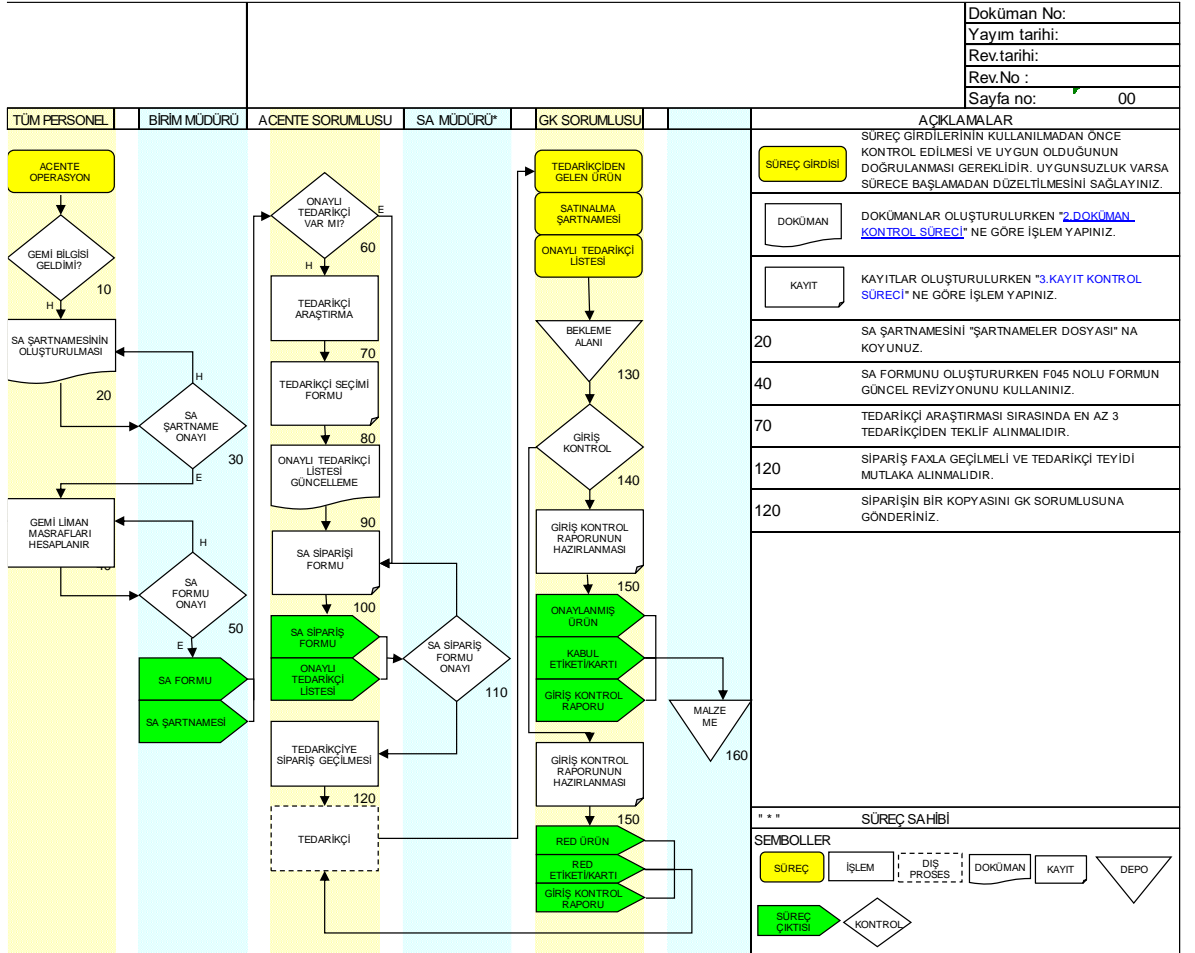 Doküman No:
Yayım tarihi:
Rev.tarihi:
Rev.No :
Sayfa no: 00
TÜM PERSONEL
BİRİM MÜDÜRÜ
ACENTE SORUMLUSU
SA MÜDÜRÜ*
GK SORUMLUSU
AÇIKLAMALAR
ACENTE
OPERASYON
GEMİ BİLGİSİ
GELDİMİ?
10
H
SA ŞARTNAMESİNİN
OLUŞTURULMASI
20
H
SA
ŞARTNAME
ONAYI
30
E
GEMİ LİMAN
MASRAFLARI
HESAPLANIR
H
SA
FORMU
ONAYI
50
E
SA FORMU
SA ŞARTNAMESİ
ONAYLI
TEDARİKÇİ
VAR MI?
E
60
H
TEDARİKÇİ
ARAŞTIRMA
70
TEDARİKÇİ SEÇİMİ
FORMU
80
ONAYLI TEDARİKÇİ
LİSTESİ
GÜNCELLEME
90
SA SİPARİŞİ
FORMU
100
SA SİPARİŞ
FORMU
ONAYLI
TEDARİKÇİ
LİSTESİ
SA SİPARİŞ
FORMU
ONAYI
110
TEDARİKÇİYE
SİPARİŞ GEÇİLMESİ
120
TEDARİKÇİ
TEDARİKÇİDEN
GELEN ÜRÜN
SATINALMA
ŞARTNAMESİ
ONAYLI TEDARİKÇİ
LİSTESİ
BEKLEME
ALANI
130
GİRİŞ
KONTROL
140
GİRİŞ KONTROL
RAPORUNUN
HAZIRLANMASI
150
ONAYLANMIŞ
ÜRÜN
KABUL
ETİKETİ/KARTI
GİRİŞ KONTROL
RAPORU
MALZE
ME
160
GİRİŞ KONTROL
RAPORUNUN
HAZIRLANMASI
150
RED ÜRÜN
RED
ETİKETİ/KARTI
GİRİŞ KONTROL
RAPORU
SÜREÇ GİRDİSİ
SÜREÇ GİRDİLERİNİN KULLANILMADAN ÖNCE
KONTROL EDİLMESİ VE UYGUN OLDUĞUNUN
DOĞRULANMASI GEREKLİDİR. UYGUNSUZLUK VARSA
SÜRECE BAŞLAMADAN DÜZELTİLMESİNİ SAĞLAYINIZ.
DOKÜMAN
DOKÜMANLAR OLUŞTURULURKEN "2.DOKÜMAN
KONTROL SÜRECİ" NE GÖRE İŞLEM YAPINIZ.
KAYIT
KAYITLAR OLUŞTURULURKEN "3.KAYIT KONTROL
SÜRECİ" NE GÖRE İŞLEM YAPINIZ.
20
SA ŞARTNAMESİNİ "ŞARTNAMELER DOSYASI" NA
KOYUNUZ.
40
SA FORMUNU OLUŞTURURKEN F045 NOLU FORMUN
GÜNCEL REVİZYONUNU KULLANINIZ.
70
TEDARİKÇİ ARAŞTIRMASI SIRASINDA EN AZ 3
TEDARİKÇİDEN TEKLİF ALINMALIDIR.
120
SİPARİŞ FAXLA GEÇİLMELİ VE TEDARİKÇİ TEYİDİ
MUTLAKA ALINMALIDIR.
120
SİPARİŞİN BİR KOPYASINI GK SORUMLUSUNA
GÖNDERİNİZ.
" * " SÜREÇ SAHİBİ
SEMBOLLER
SÜREÇ
İŞLEM
DIŞ
PROSES
DOKÜMAN
KAYIT
DEPO
SÜREÇ
ÇIKTISI
KONTROL